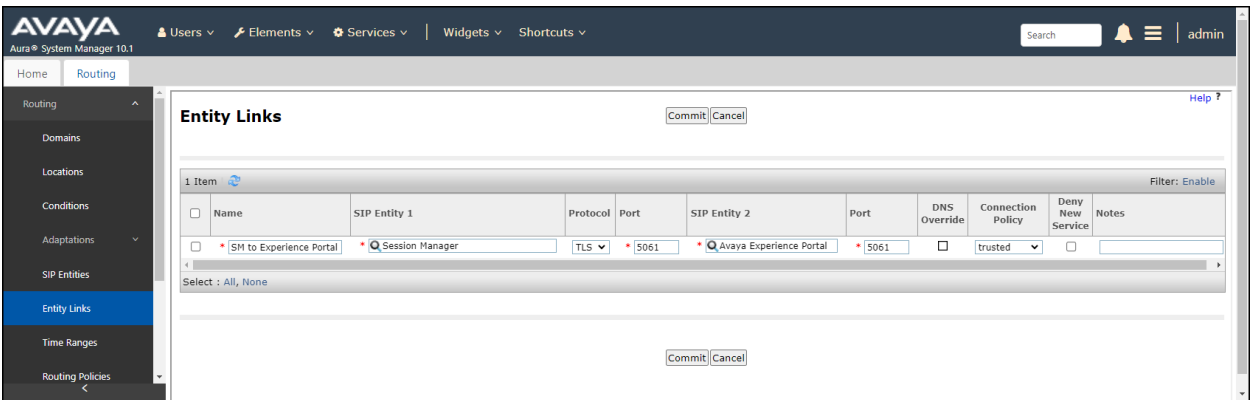 AVAYA
Aura® System Manager 10.1
Users Elements Services | Widgets Shortcuts Search admin
Home Routing
Routing
Domains
Locations
Conditions
Adaptations
SIP Entities
Entity Links
Time Ranges
Routing Policies
<
Help ?
Entity Links Commit Cancel
1 Item Filter: Enable
Name SIP Entity 1 Protocol Port SIP Entity 2 Port DNS Override Connection Policy Deny New Service Notes
* SM to Experience Portal * Session Manager TLS * 5061 * Avaya Experience Portal * 5061 trusted
Select : All, None
Commit Cancel